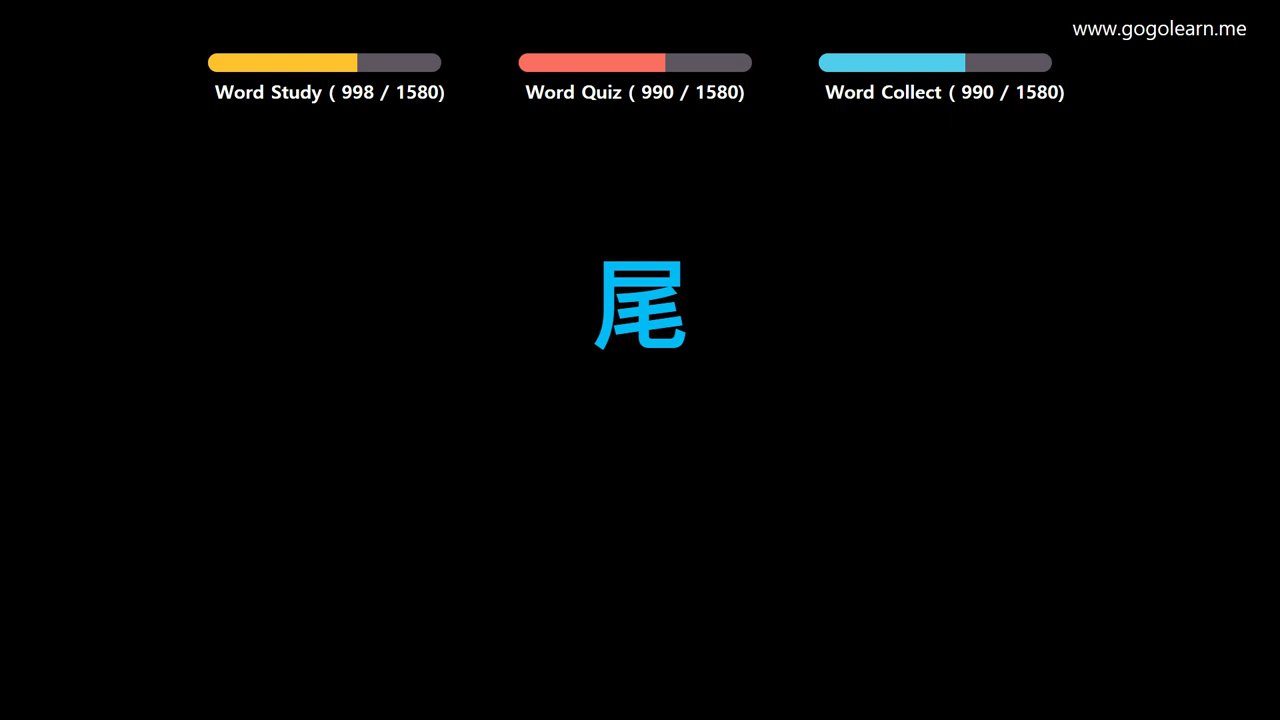 www.gogolearn.me
Word Study ( 998 / 1580)
Word Quiz ( 990 / 1580)
Word Collect ( 990 / 1580)
尾